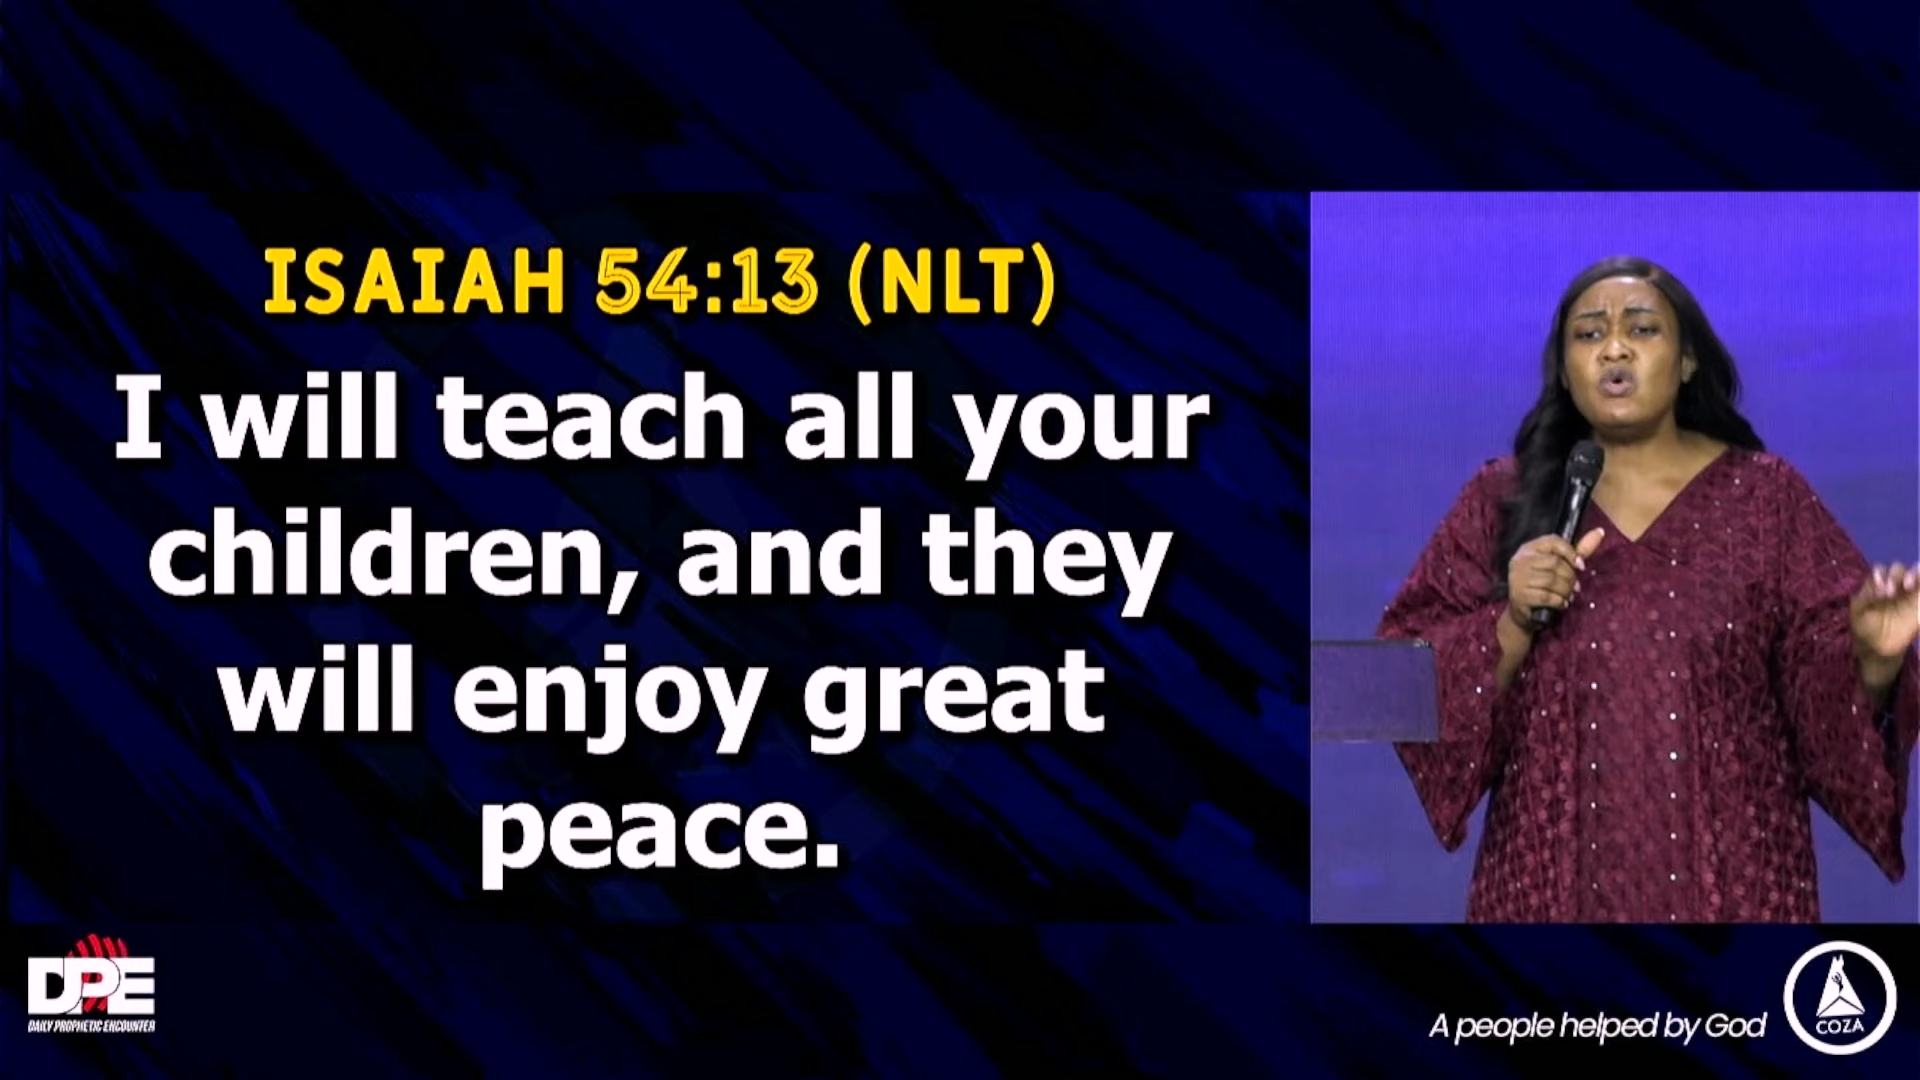 ISAIAH 54:13 (NLT)
I will teach all your
children, and they
will enjoy great
peace.
DPE
DAILY PROPHETIC ENCOUNTER
A people helped by God
COZA